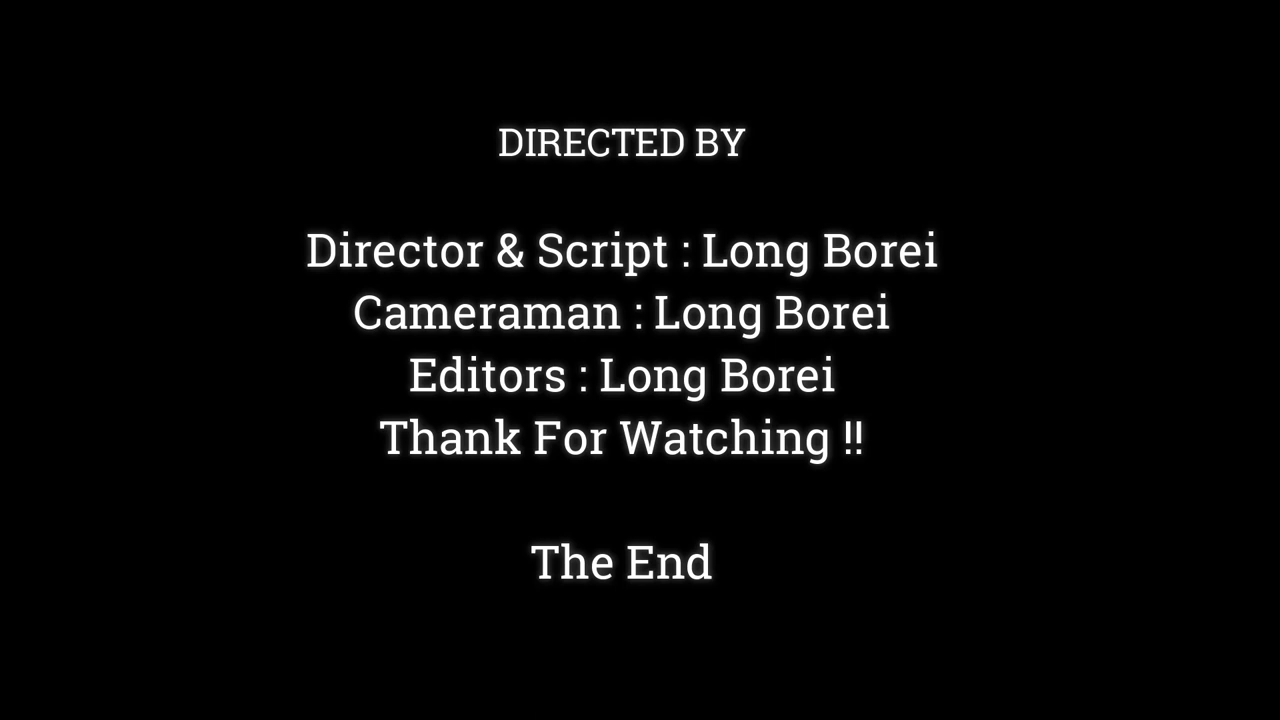 DIRECTED BY
Director & Script : Long Borei
Cameraman : Long Borei
Editors : Long Borei
Thank For Watching !!
The End